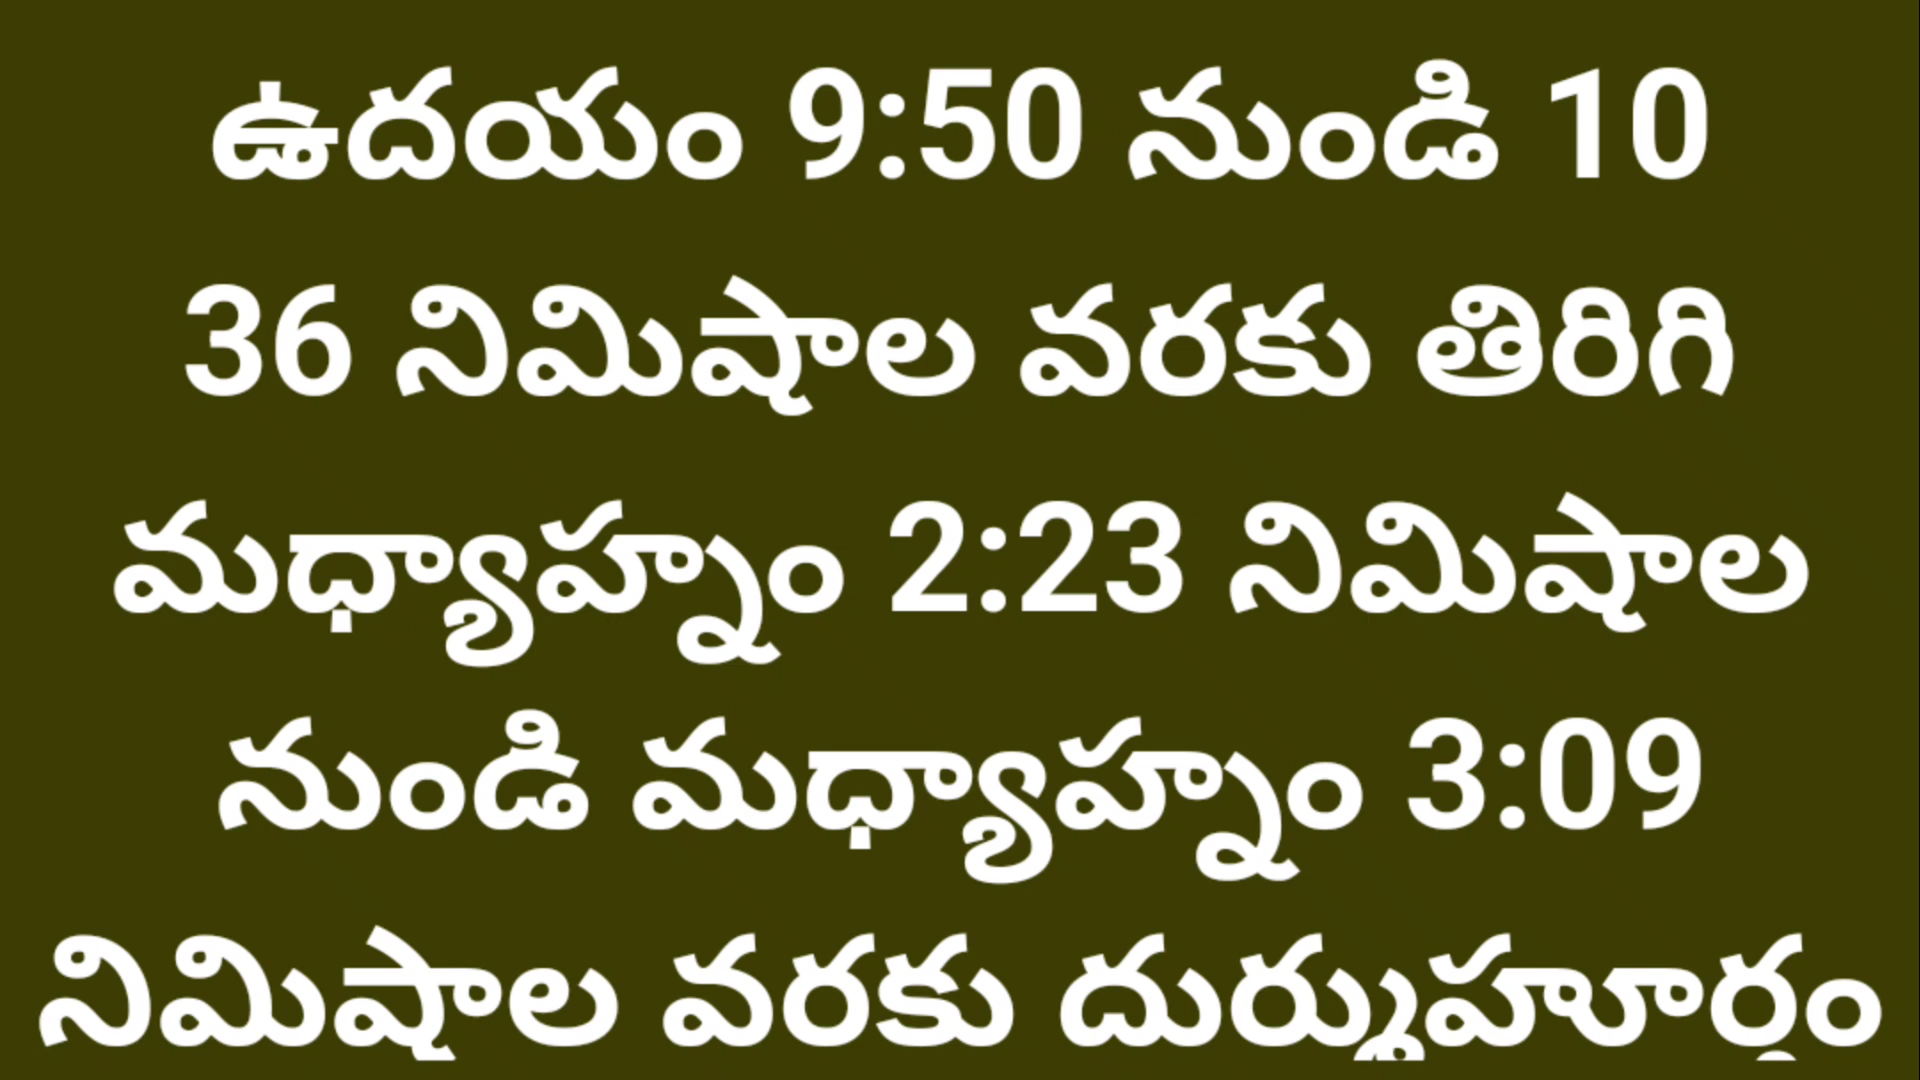 ఉదయం 9:50 నుండి 10
36 నిమిషాల వరకు తిరిగి
మధ్యాహ్నం 2:23 నిమిషాల
నుండి మధ్యాహ్నం 3:09
నిమిషాల వరకు దుర్ముహూర్తం